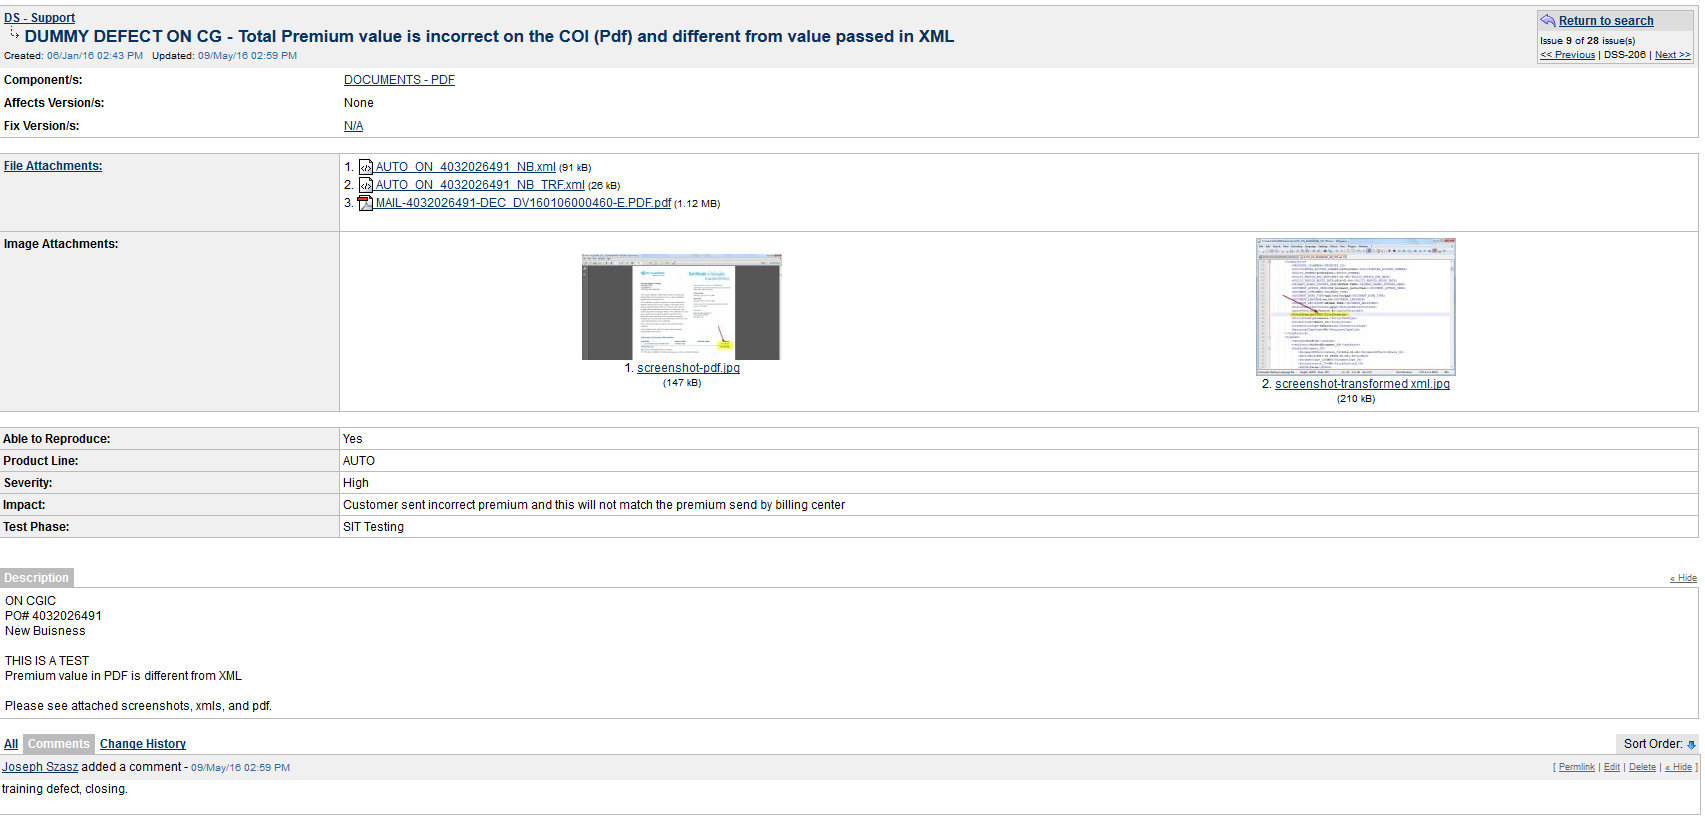 DS - Support
DUMMY DEFECT ON CG - Total Premium value is incorrect on the COI (Pdf) and different from value passed in XML
Created: 06/Jan/16 02:43 PM Updated: 09/May/16 02:59 PM
Return to search
Issue 9 of 28 issue(s)
<< Previous | DSS-206 | Next >>
Component/s: DOCUMENTS - PDF
Affects Version/s: None
Fix Version/s: N/A
File Attachments:
1. AUTO_ON_4032026491_NB.xml (91 kB)
2. AUTO_ON_4032026491_NB_TRF.xml (26 kB)
3. MAIL-4032026491-DEC_DV160106000460-E.PDF.pdf (1.12 MB)
Image Attachments:
1. screenshot-pdf.jpg
(147 kB)
2. screenshot-transformed xml.jpg
(210 kB)
Able to Reproduce: Yes
Product Line: AUTO
Severity: High
Impact: Customer sent incorrect premium and this will not match the premium send by billing center
Test Phase: SIT Testing
Description
« Hide
ON CGIC
PO# 4032026491
New Buisness
THIS IS A TEST
Premium value in PDF is different from XML
Please see attached screenshots, xmls, and pdf.
All Comments Change History
Sort Order:
Joseph Szasz added a comment - 09/May/16 02:59 PM
[ Permlink | Edit | Delete | « Hide ]
training defect, closing.